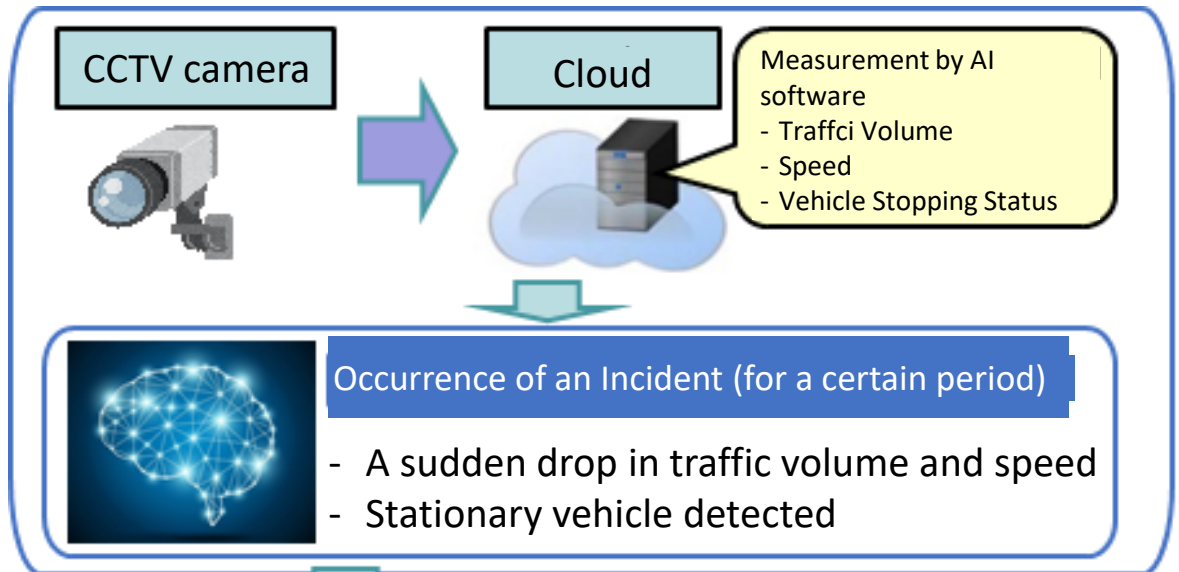 CCTV camera
Cloud
Measurement by AI
software
- Traffci Volume
- Speed
- Vehicle Stopping Status
Occurrence of an Incident (for a certain period)
- A sudden drop in traffic volume and speed
- Stationary vehicle detected